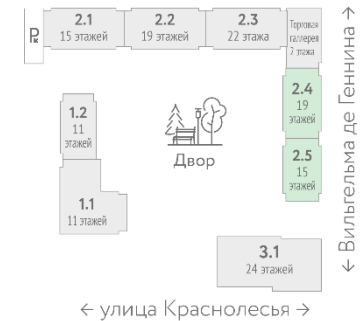 2.1
15 этажей
2.2
19 этажей
2.3
22 этажа
Торговая
галлерея
2 этажа
2.4
19
этажей
2.5
15
этажей
1.2
11
этажей
1.1
11 этажей
Двор
3.1
24 этажей
← улица Краснолесья →
← Вильгельма де Геннина →
P